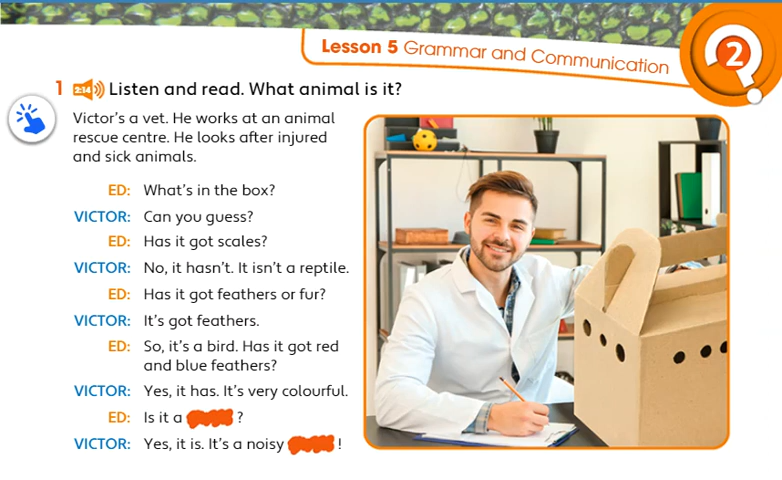 Lesson 5 Grammar and Communication
2
1 2:14 Listen and read. What animal is it?
Victor's a vet. He works at an animal
rescue centre. He looks after injured
and sick animals.
ED: What's in the box?
VICTOR: Can you guess?
ED: Has it got scales?
VICTOR: No, it hasn't. It isn't a reptile.
ED: Has it got feathers or fur?
VICTOR: It's got feathers.
ED: So, it's a bird. Has it got red
and blue feathers?
VICTOR: Yes, it has. It's very colourful.
ED: Is it a ?
VICTOR: Yes, it is. It's a noisy !